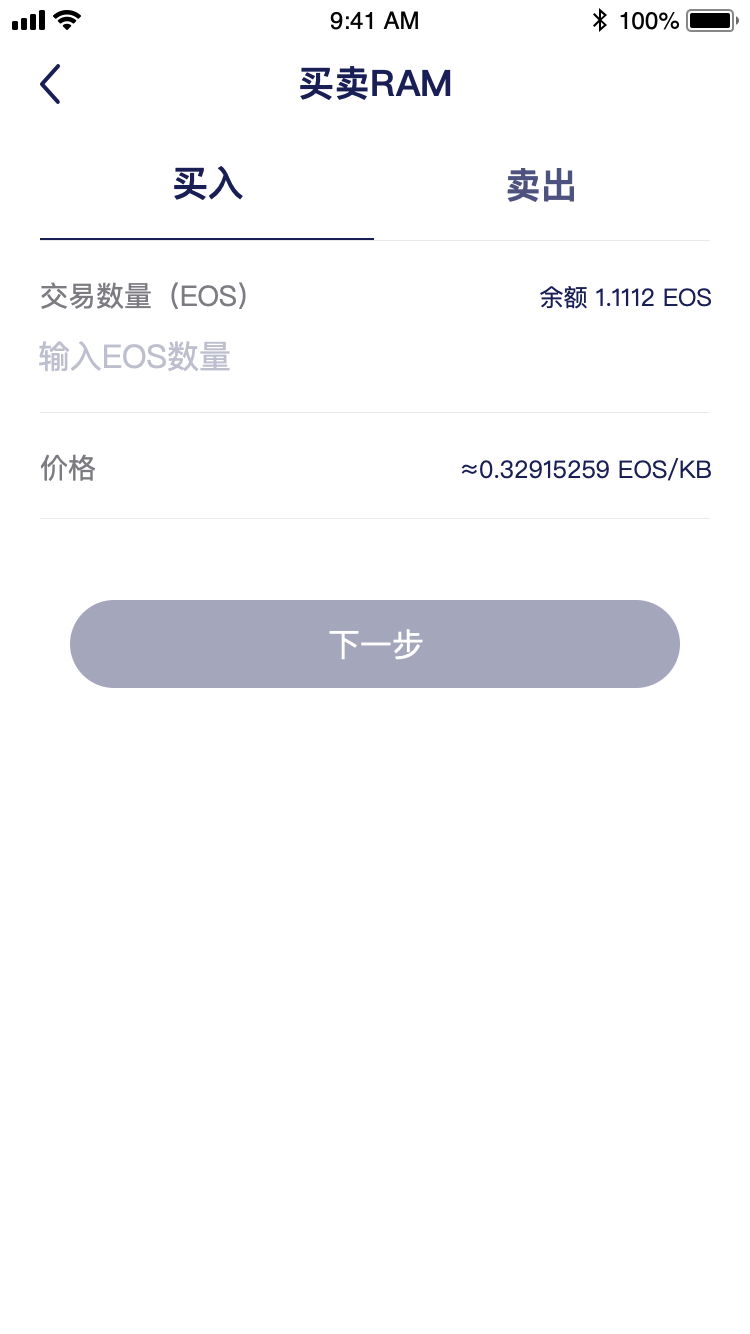 9:41 AM
100%
买卖RAM
买入
卖出
交易数量（EOS）
余额 1.1112 EOS
输入EOS数量
价格
≈0.32915259 EOS/KB
下一步